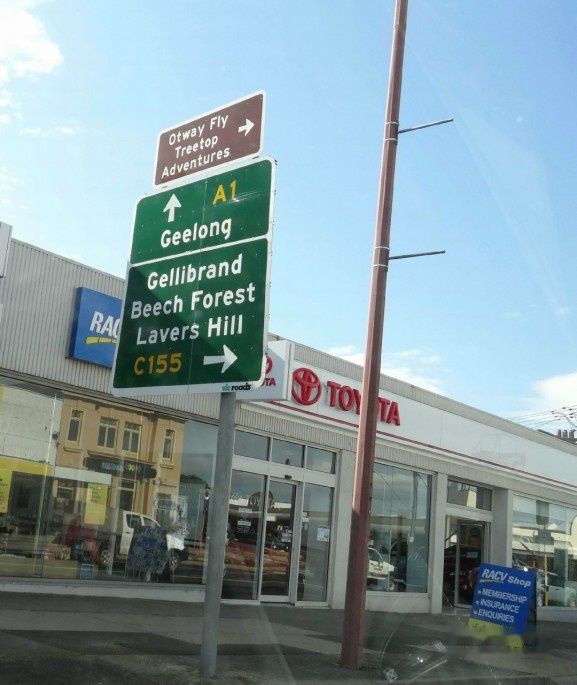 Otway Fly
Treetop
Adventures
A1
Geelong
Gellibrand
Beech Forest
Lavers Hill
C155
vicroads
RAC
TOYOTA
RACV Shop
MEMBERSHIP
INSURANCE
ENQUIRIES